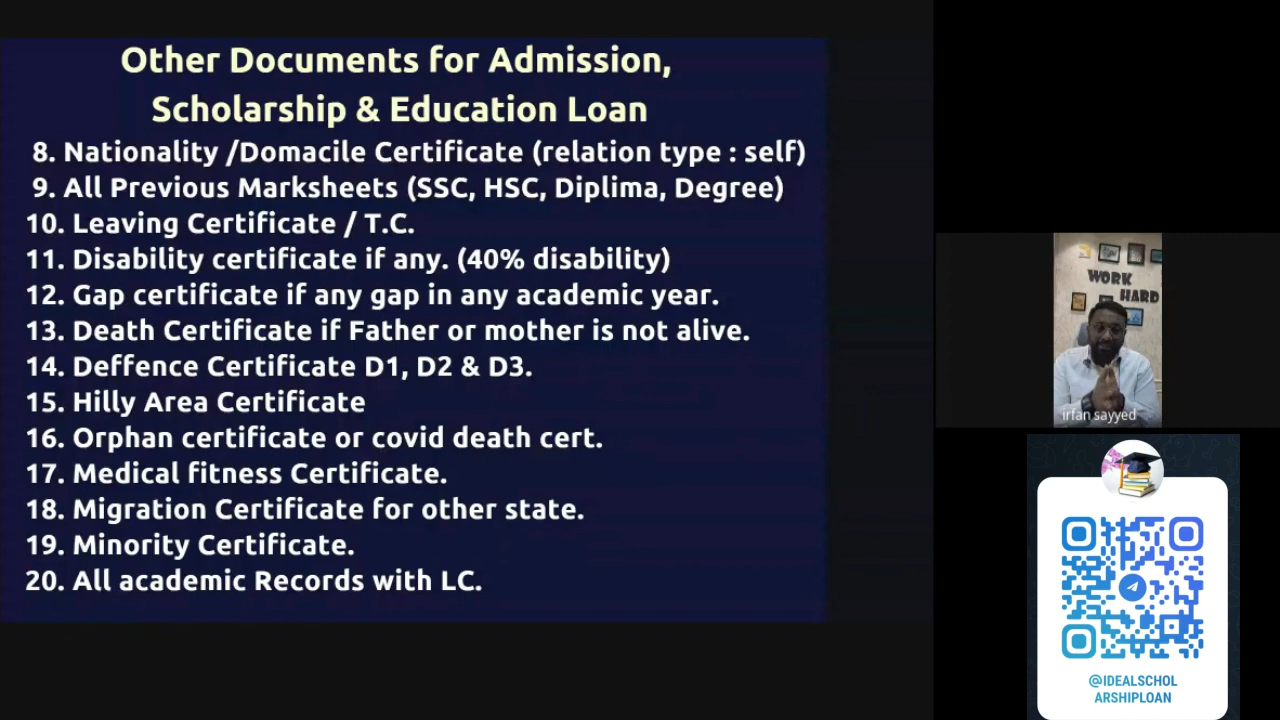 Other Documents for Admission,
Scholarship & Education Loan
8. Nationality /Domacile Certificate (relation type : self)
9. All Previous Marksheets (SSC, HSC, Diplima, Degree)
10. Leaving Certificate / T.C.
11. Disability certificate if any. (40% disability)
12. Gap certificate if any gap in any academic year.
13. Death Certificate if Father or mother is not alive.
14. Deffence Certificate D1, D2 & D3.
15. Hilly Area Certificate
16. Orphan certificate or covid death cert.
17. Medical fitness Certificate.
18. Migration Certificate for other state.
19. Minority Certificate.
20. All academic Records with LC.
WORK
HARD
irfan sayyed
@IDEALSCHOL
ARSHIPLOAN